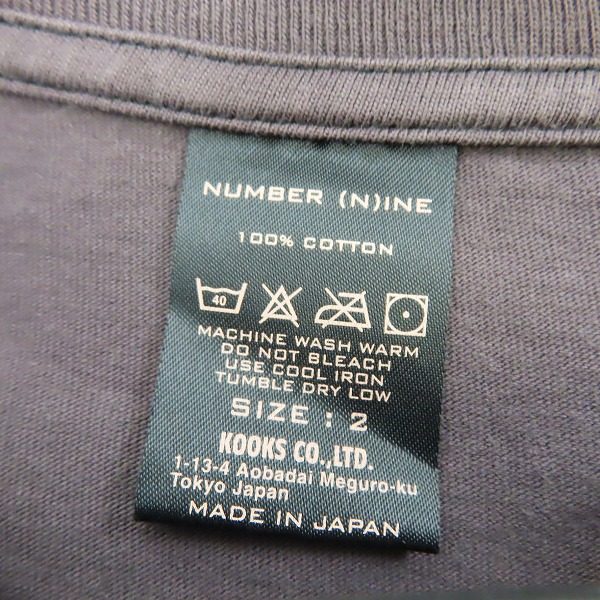 NUMBER (N)INE
100% COTTON
40
MACHINE WASH WARM
DO NOT BLEACH
USE COOL IRON
TUMBLE DRY LOW
SIZE : 2
KOOKS CO.,LTD.
1-13-4 Aobadai Meguro-ku
Tokyo Japan
MADE IN JAPAN